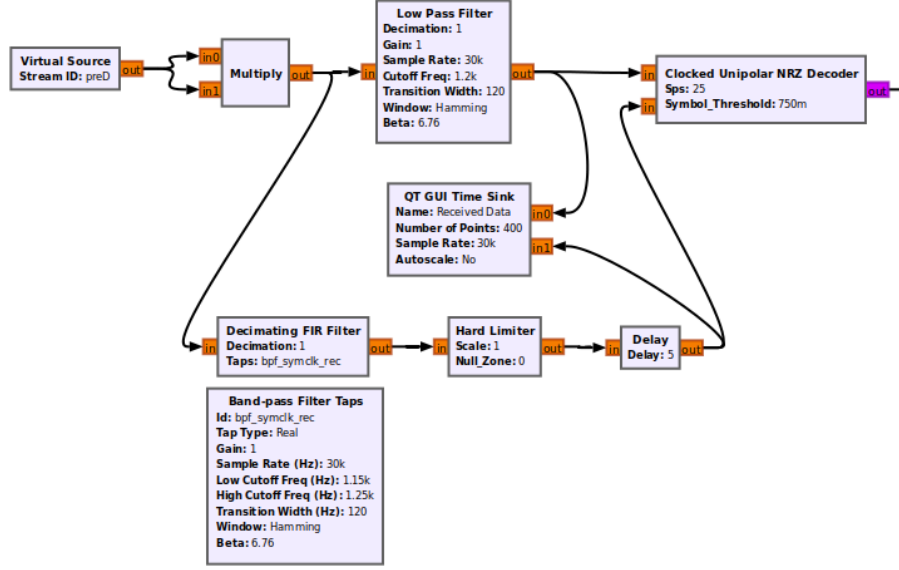 Virtual Source
Stream ID: preD
out
in0
in1
Multiply
out
in
Low Pass Filter
Decimation: 1
Gain: 1
Sample Rate: 30k
Cutoff Freq: 1.2k
Transition Width: 120
Window: Hamming
Beta: 6.76
out
in
in
Clocked Unipolar NRZ Decoder
Sps: 25
Symbol_Threshold: 750m
out
QT GUI Time Sink
Name: Received Data
Number of Points: 400
Sample Rate: 30k
Autoscale: No
in0
in1
in
Decimating FIR Filter
Decimation: 1
Taps: bpf_symclk_rec
out
in
Hard Limiter
Scale: 1
Null_Zone: 0
out
in
Delay
Delay: 5
out
Band-pass Filter Taps
Id: bpf_symclk_rec
Tap Type: Real
Gain: 1
Sample Rate (Hz): 30k
Low Cutoff Freq (Hz): 1.15k
High Cutoff Freq (Hz): 1.25k
Transition Width (Hz): 120
Window: Hamming
Beta: 6.76